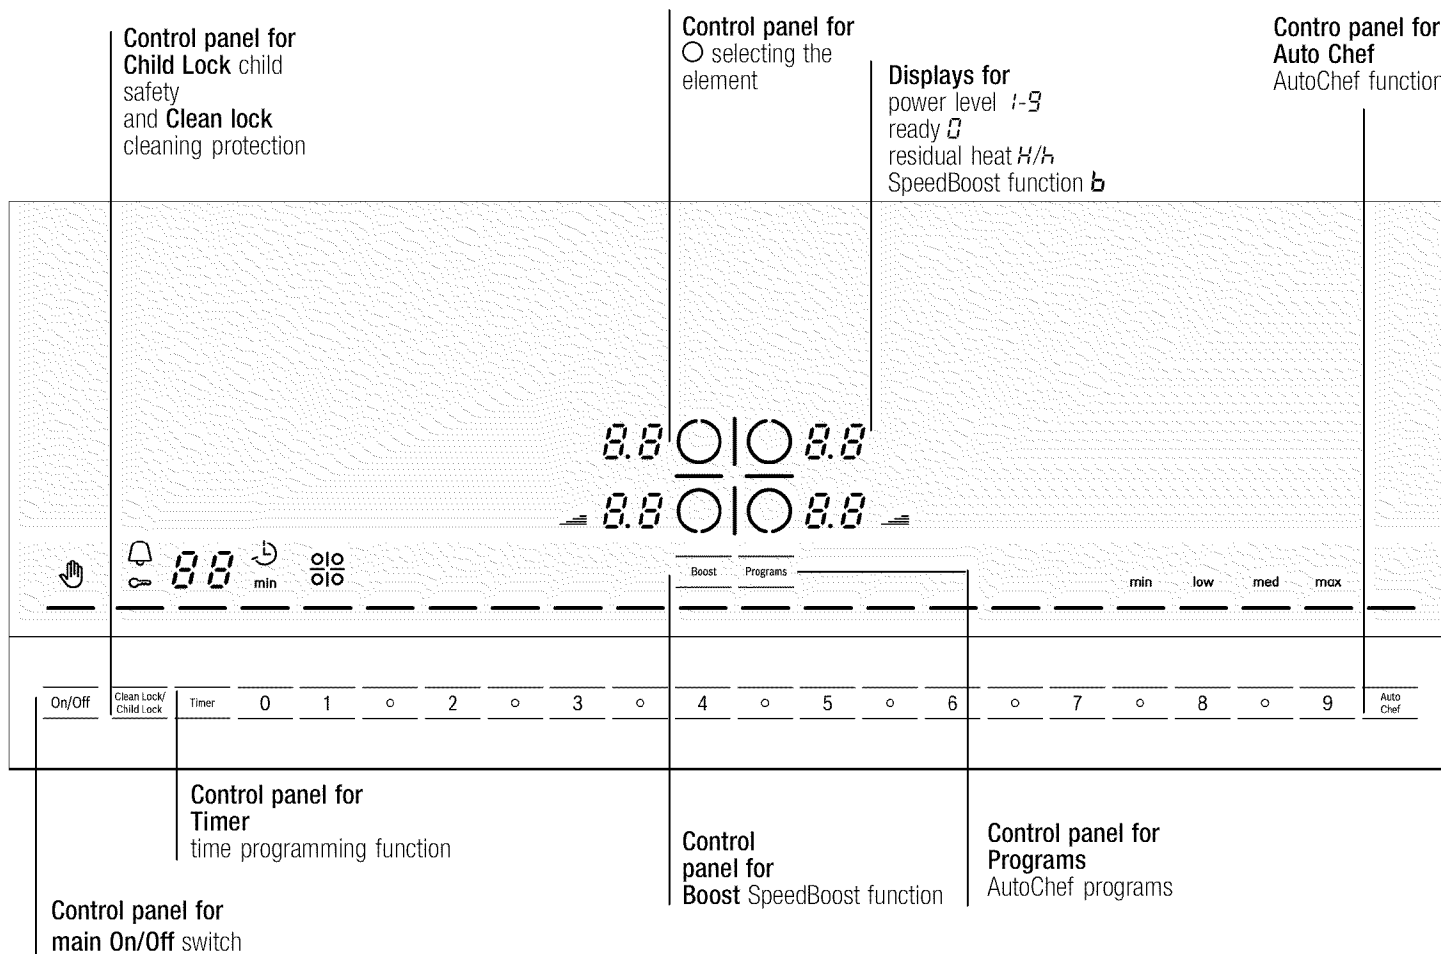 Control panel for
Child Lock child
safety
and Clean lock
cleaning protection
Control panel for
○ selecting the
element
Displays for
power level 1-9
ready 0
residual heat H/h
SpeedBoost function b
Contro panel for
Auto Chef
AutoChef function
8.8 8.8
8.8 8.8
88 min
Boost Programs
min low med max
On/Off Clean Lock/ Child Lock Timer 0 1 ○ 2 ○ 3 ○ 4 ○ 5 ○ 6 ○ 7 ○ 8 ○ 9 Auto Chef
Control panel for
Timer
time programming function
Control
panel for
Boost SpeedBoost function
Control panel for
Programs
AutoChef programs
Control panel for
main On/Off switch